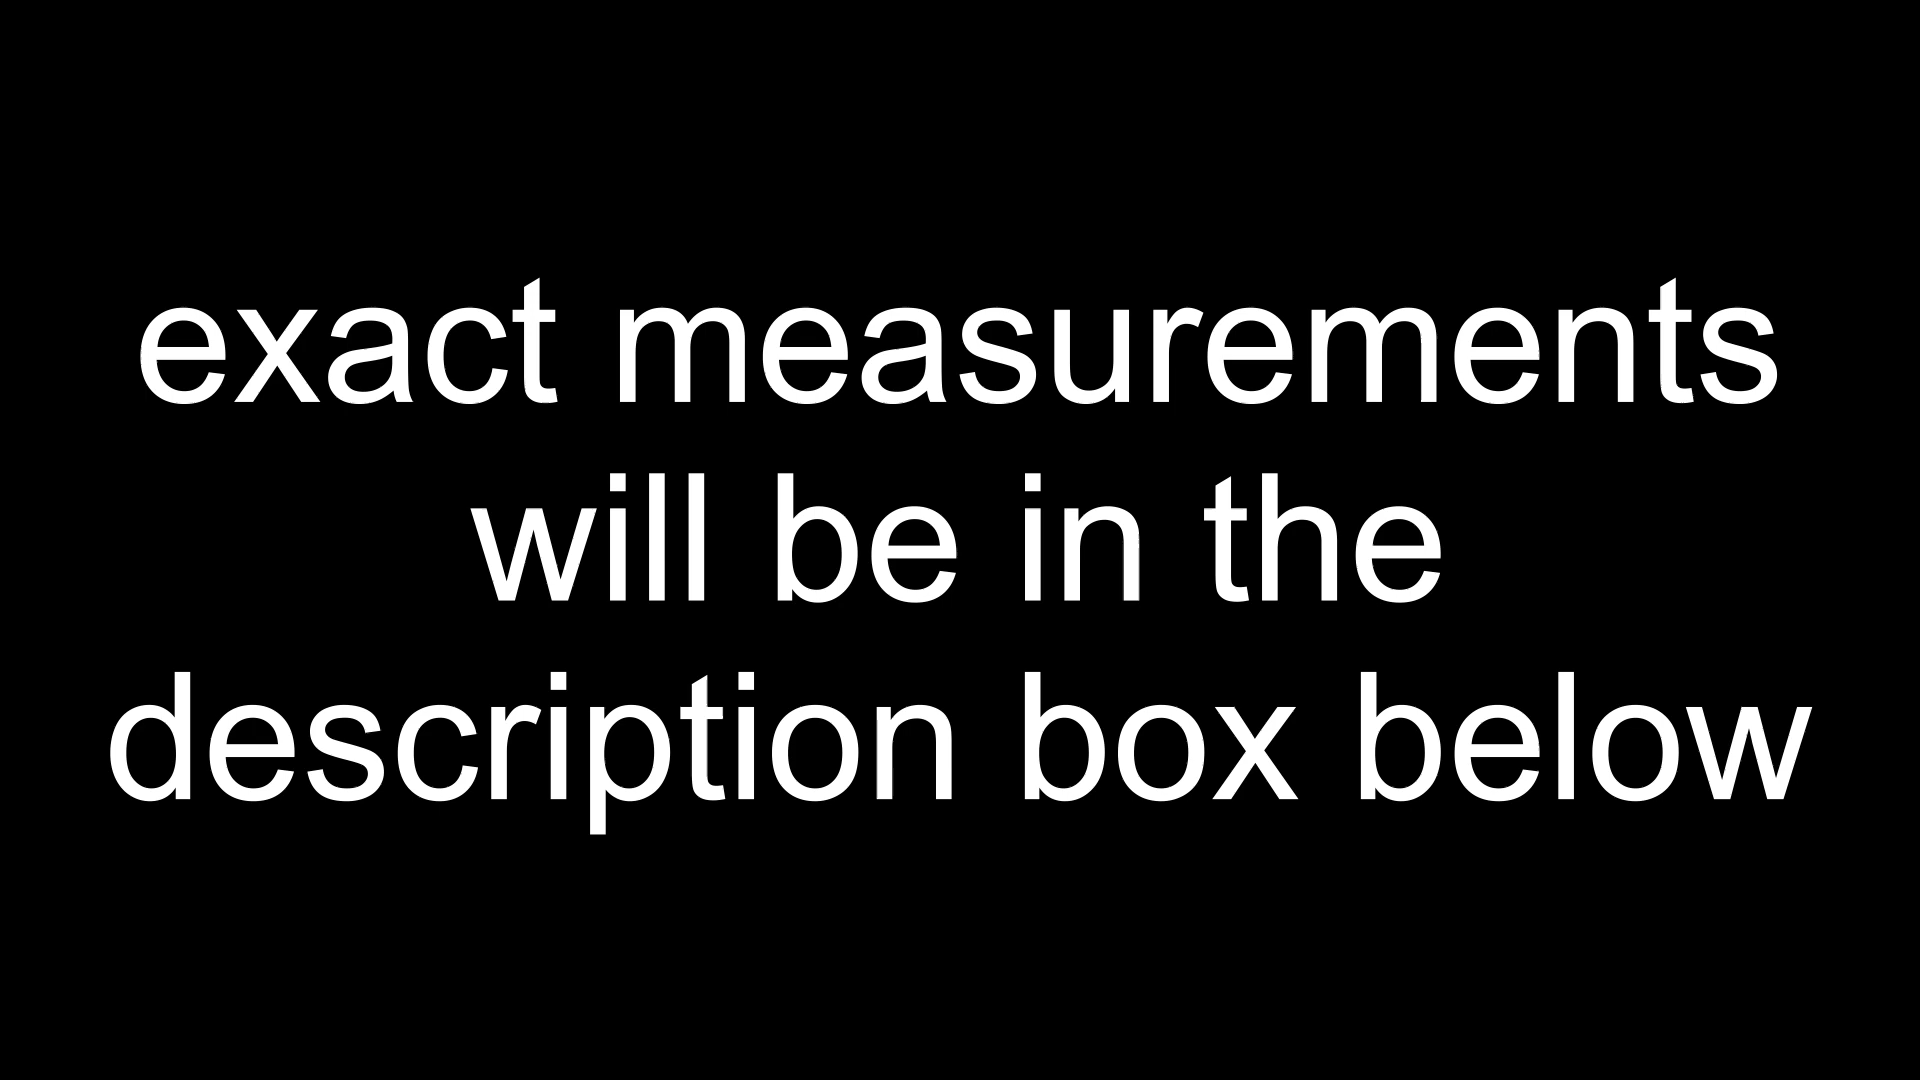 exact measurements
will be in the
description box below